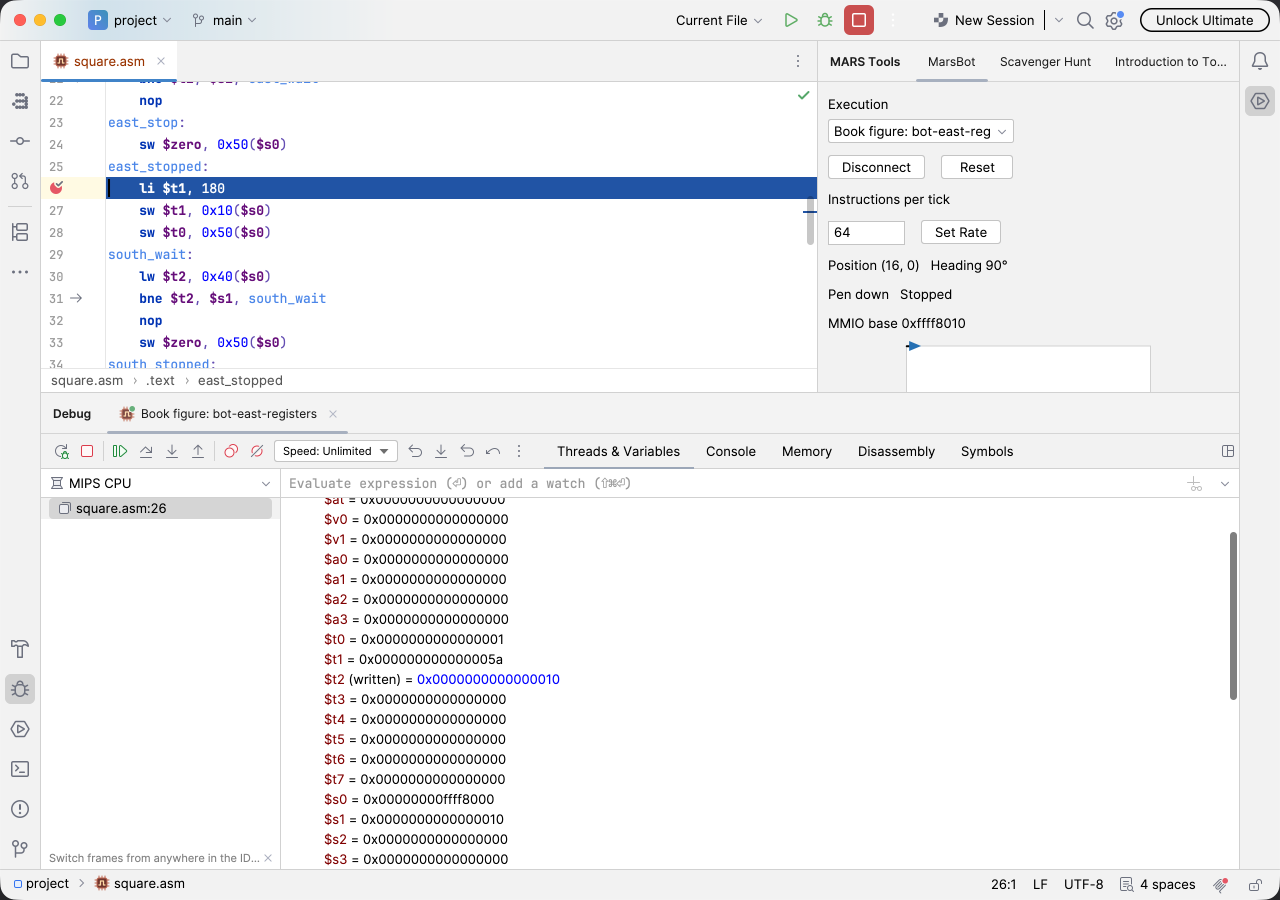 P project main Current File New Session Unlock Ultimate
square.asm
MARS Tools MarsBot Scavenger Hunt Introduction to To...
22 nop
23 east_stop:
24 sw $zero, 0x50($s0)
25 east_stopped:
li $t1, 180
27 sw $t1, 0x10($s0)
28 sw $t0, 0x50($s0)
29 south_wait:
30 lw $t2, 0x40($s0)
31 bne $t2, $s1, south_wait
32 nop
33 sw $zero, 0x50($s0)
34 south_stopped:
square.asm › .text › east_stopped
Execution
Book figure: bot-east-reg
Disconnect Reset
Instructions per tick
64 Set Rate
Position (16, 0) Heading 90°
Pen down Stopped
MMIO base 0xffff8010
Debug Book figure: bot-east-registers
Speed: Unlimited Threads & Variables Console Memory Disassembly Symbols
MIPS CPU
Evaluate expression (⏎) or add a watch (⇧⌘⏎)
square.asm:26
$at = 0x0000000000000000
$v0 = 0x0000000000000000
$v1 = 0x0000000000000000
$a0 = 0x0000000000000000
$a1 = 0x0000000000000000
$a2 = 0x0000000000000000
$a3 = 0x0000000000000000
$t0 = 0x0000000000000001
$t1 = 0x000000000000005a
$t2 (written) = 0x0000000000000010
$t3 = 0x0000000000000000
$t4 = 0x0000000000000000
$t5 = 0x0000000000000000
$t6 = 0x0000000000000000
$t7 = 0x0000000000000000
$s0 = 0x00000000ffff8000
$s1 = 0x0000000000000010
$s2 = 0x0000000000000000
$s3 = 0x0000000000000000
Switch frames from anywhere in the ID...
project square.asm 26:1 LF UTF-8 4 spaces